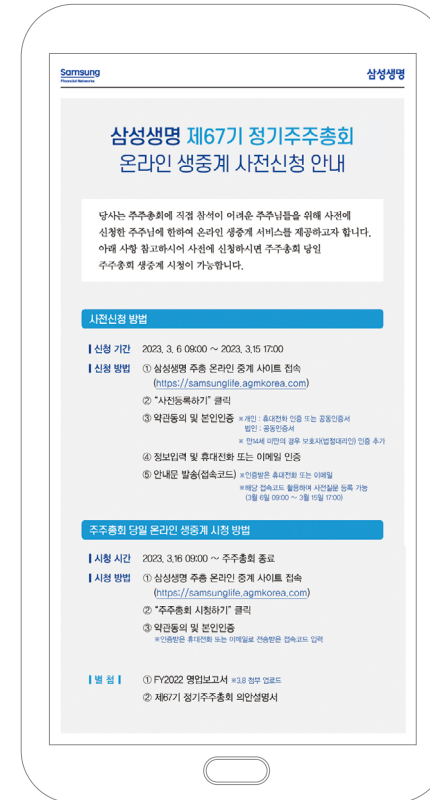 Samsung
Financial Networks
삼성생명
삼성생명 제67기 정기주주총회
온라인 생중계 사전신청 안내
당사는 주주총회에 직접 참석이 어려운 주주님들을 위해 사전에
신청한 주주님에 한하여 온라인 생중계 서비스를 제공하고자 합니다.
아래 사항 참고하시어 사전에 신청하시면 주주총회 당일
주주총회 생중계 시청이 가능합니다.
사전신청 방법
신청 기간 2023. 3. 6 09:00 ~ 2023. 3.15 17:00
신청 방법 ① 삼성생명 주총 온라인 중계 사이트 접속
(https://samsunglife.agmkorea.com)
② “사전등록하기” 클릭
③ 약관동의 및 본인인증 ※개인 : 휴대전화 인증 또는 공동인증서
법인 : 공동인증서
※ 만14세 미만의 경우 보호자(법정대리인) 인증 추가
④ 정보입력 및 휴대전화 또는 이메일 인증
⑤ 안내문 발송(접속코드) ※인증받은 휴대전화 또는 이메일
※해당 접속코드 활용하여 사전질문 등록 가능
(3월 6일 09:00 ~ 3월 15일 17:00)
주주총회 당일 온라인 생중계 시청 방법
시청 시간 2023. 3.16 09:00 ~ 주주총회 종료
시청 방법 ① 삼성생명 주총 온라인 중계 사이트 접속
(https://samsunglife.agmkorea.com)
② “주주총회 시청하기” 클릭
③ 약관동의 및 본인인증
※인증받은 휴대전화 또는 이메일로 전송받은 접속코드 입력
별 첨 ① FY2022 영업보고서 ※3.8 첨부 업로드
② 제67기 정기주주총회 의안설명서